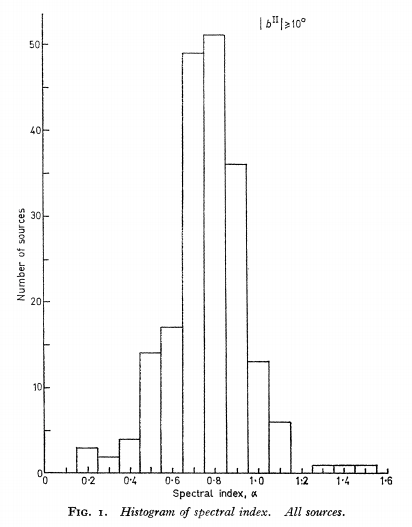 |bᴵᴵ|⩾10°
50
40
30
20
10
0
Number of sources
0 0·2 0·4 0·6 0·8 1·0 1·2 1·4 1·6
Spectral index, α
FIG. 1. Histogram of spectral index. All sources.